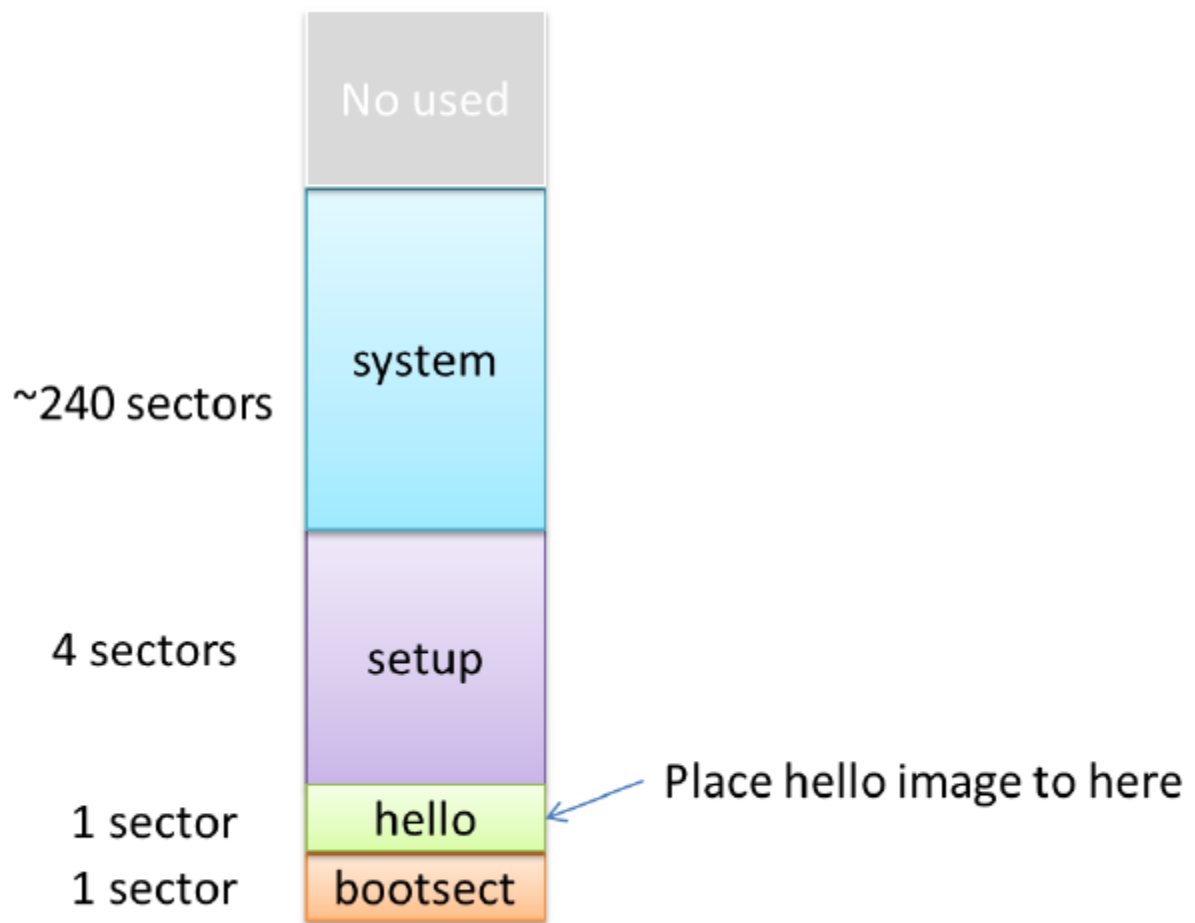 No used
system
~240 sectors
4 sectors
setup
Place hello image to here
1 sector
hello
1 sector
bootsect